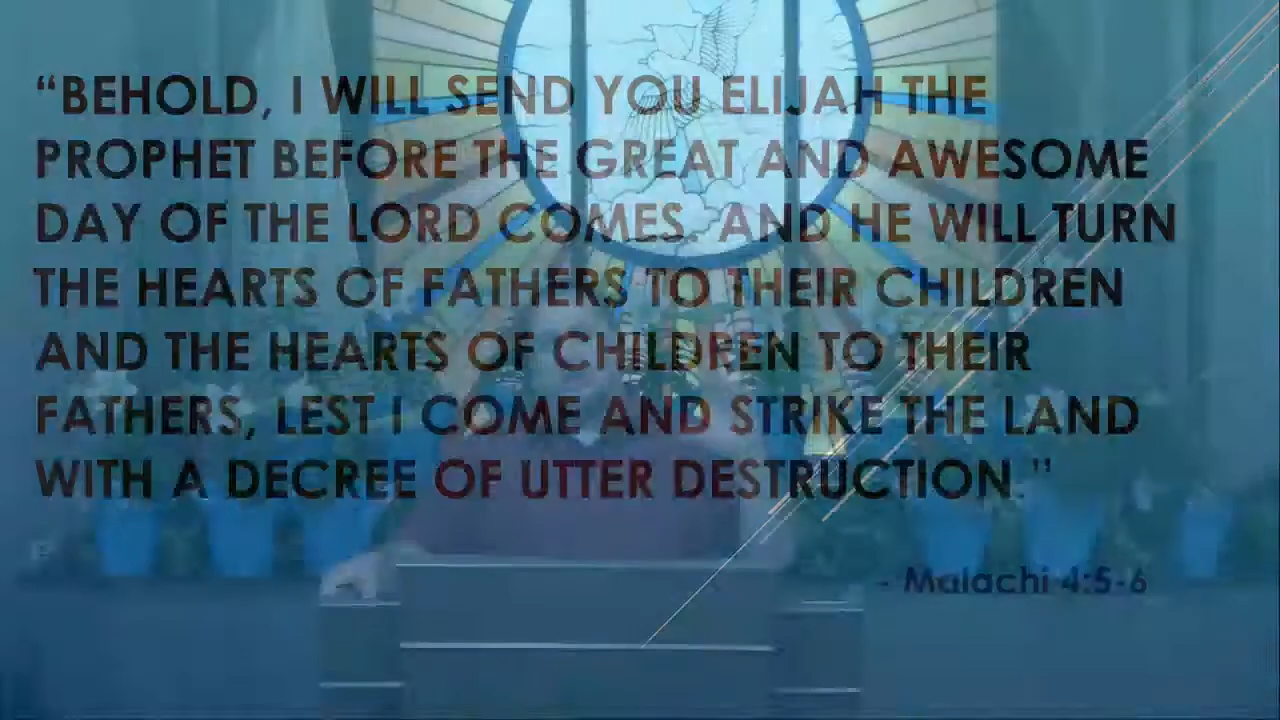 “BEHOLD, I WILL SEND YOU ELIJAH THE
PROPHET BEFORE THE GREAT AND AWESOME
DAY OF THE LORD COMES. AND HE WILL TURN
THE HEARTS OF FATHERS TO THEIR CHILDREN
AND THE HEARTS OF CHILDREN TO THEIR
FATHERS, LEST I COME AND STRIKE THE LAND
WITH A DECREE OF UTTER DESTRUCTION.”
- Malachi 4:5-6